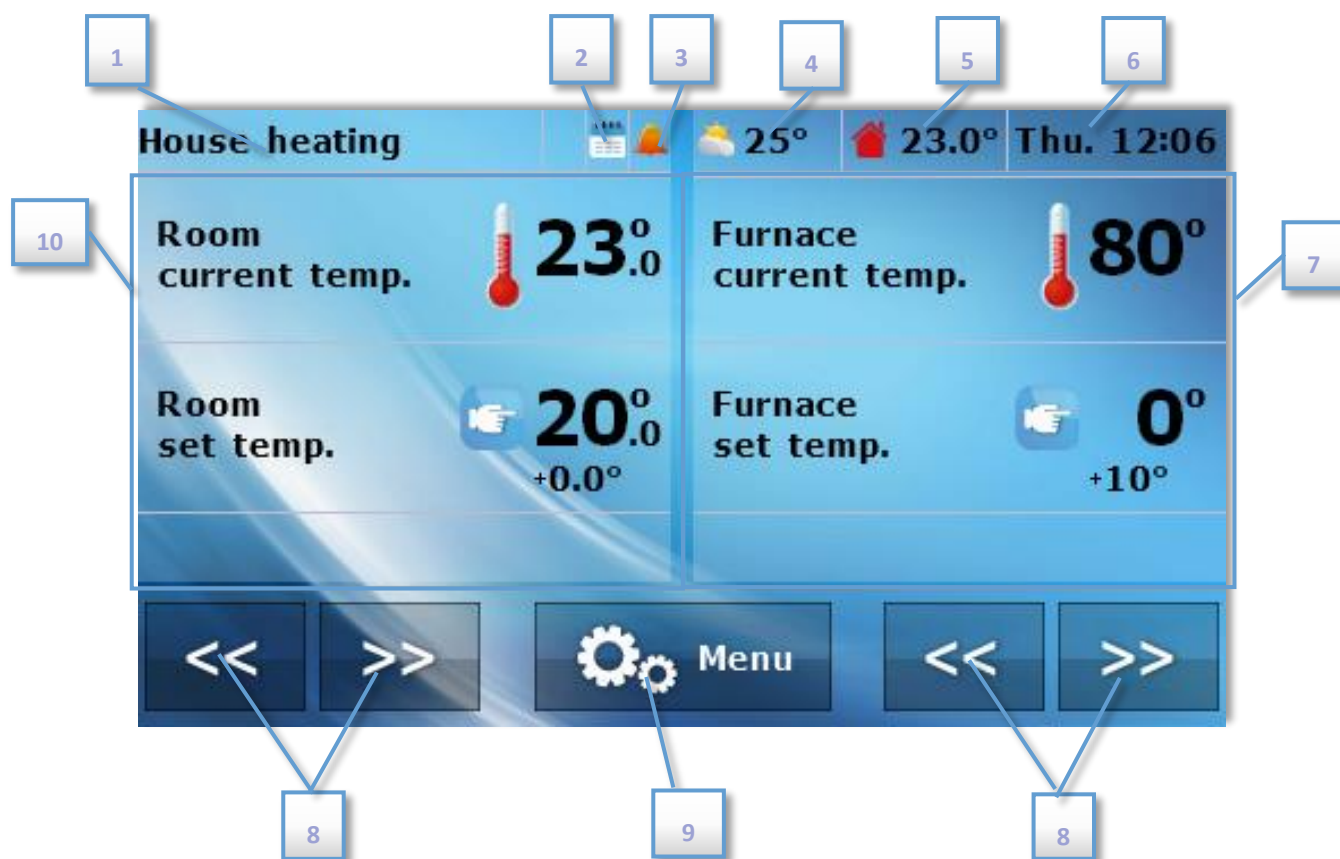 1
2
3
4
5
6
House heating
25°
23.0°
Thu. 12:06
10
Room
current temp.
23.0°
Furnace
current temp.
80°
7
Room
set temp.
20.0°
+0.0°
Furnace
set temp.
0°
+10°
<<
>>
Menu
<<
>>
8
9
8